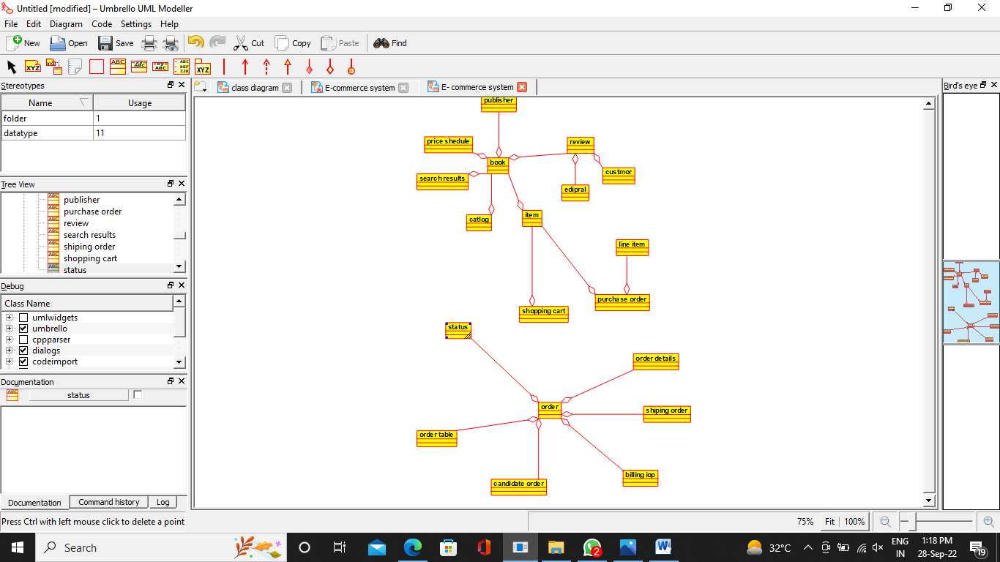 Untitled [modified] – Umbrello UML Modeller
File Edit Diagram Code Settings Help
New Open Save Cut Copy Paste Find
Stereotypes
Name Usage
folder 1
datatype 11
Tree View
publisher
purchase order
review
search results
shiping order
shopping cart
status
Debug
Class Name
umlwidgets
umbrello
cppparser
dialogs
codeimport
Documentation
status
Documentation Command history Log
Press Ctrl with left mouse click to delete a point
class diagram E-commerce system E- commerce system
publisher
price shedule
review
book
custmor
search results
edipral
catlog
item
line item
purchase order
shopping cart
status
order details
order
shiping order
order table
billing iop
candidate order
Bird's eye
75% Fit 100%
Search
2
32°C
ENG
IN
1:18 PM
28-Sep-22
19